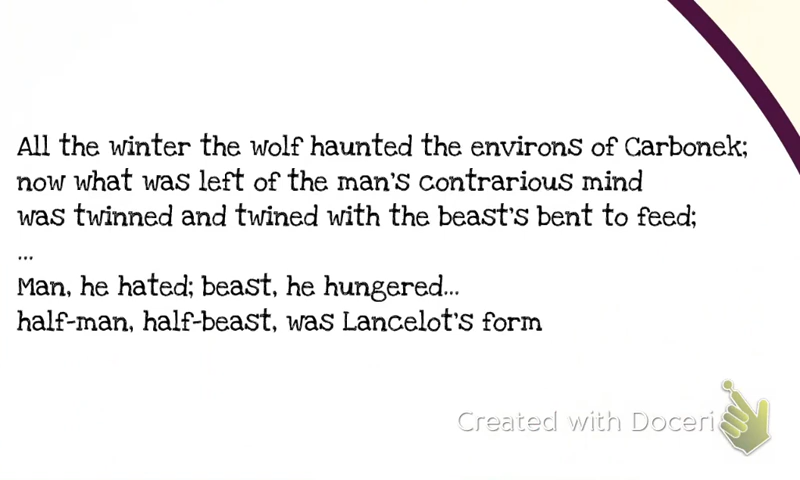 All the winter the wolf haunted the environs of Carbonek;
now what was left of the man's contrarious mind
was twinned and twined with the beast's bent to feed;
...
Man, he hated; beast, he hungered...
half-man, half-beast, was Lancelot's form
Created with Doceri